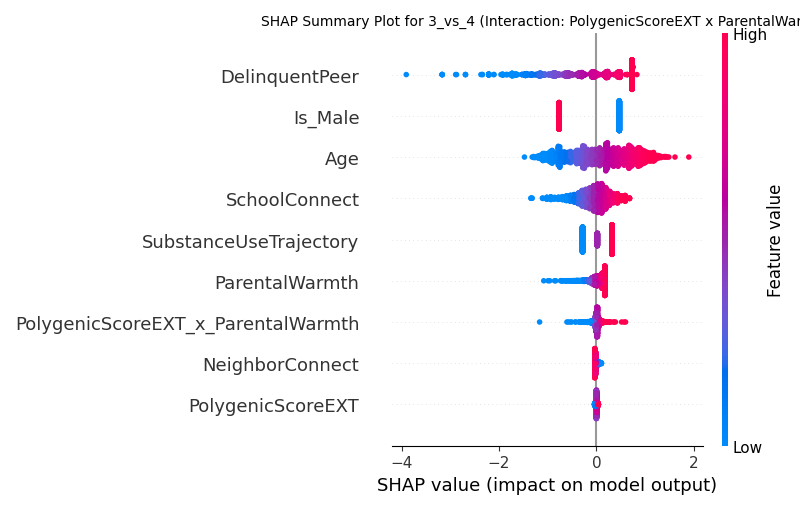 SHAP Summary Plot for 3_vs_4 (Interaction: PolygenicScoreEXT x ParentalWar
High
DelinquentPeer
Is_Male
Age
SchoolConnect
SubstanceUseTrajectory
ParentalWarmth
PolygenicScoreEXT_x_ParentalWarmth
NeighborConnect
PolygenicScoreEXT
Feature value
Low
−4 −2 0 2
SHAP value (impact on model output)